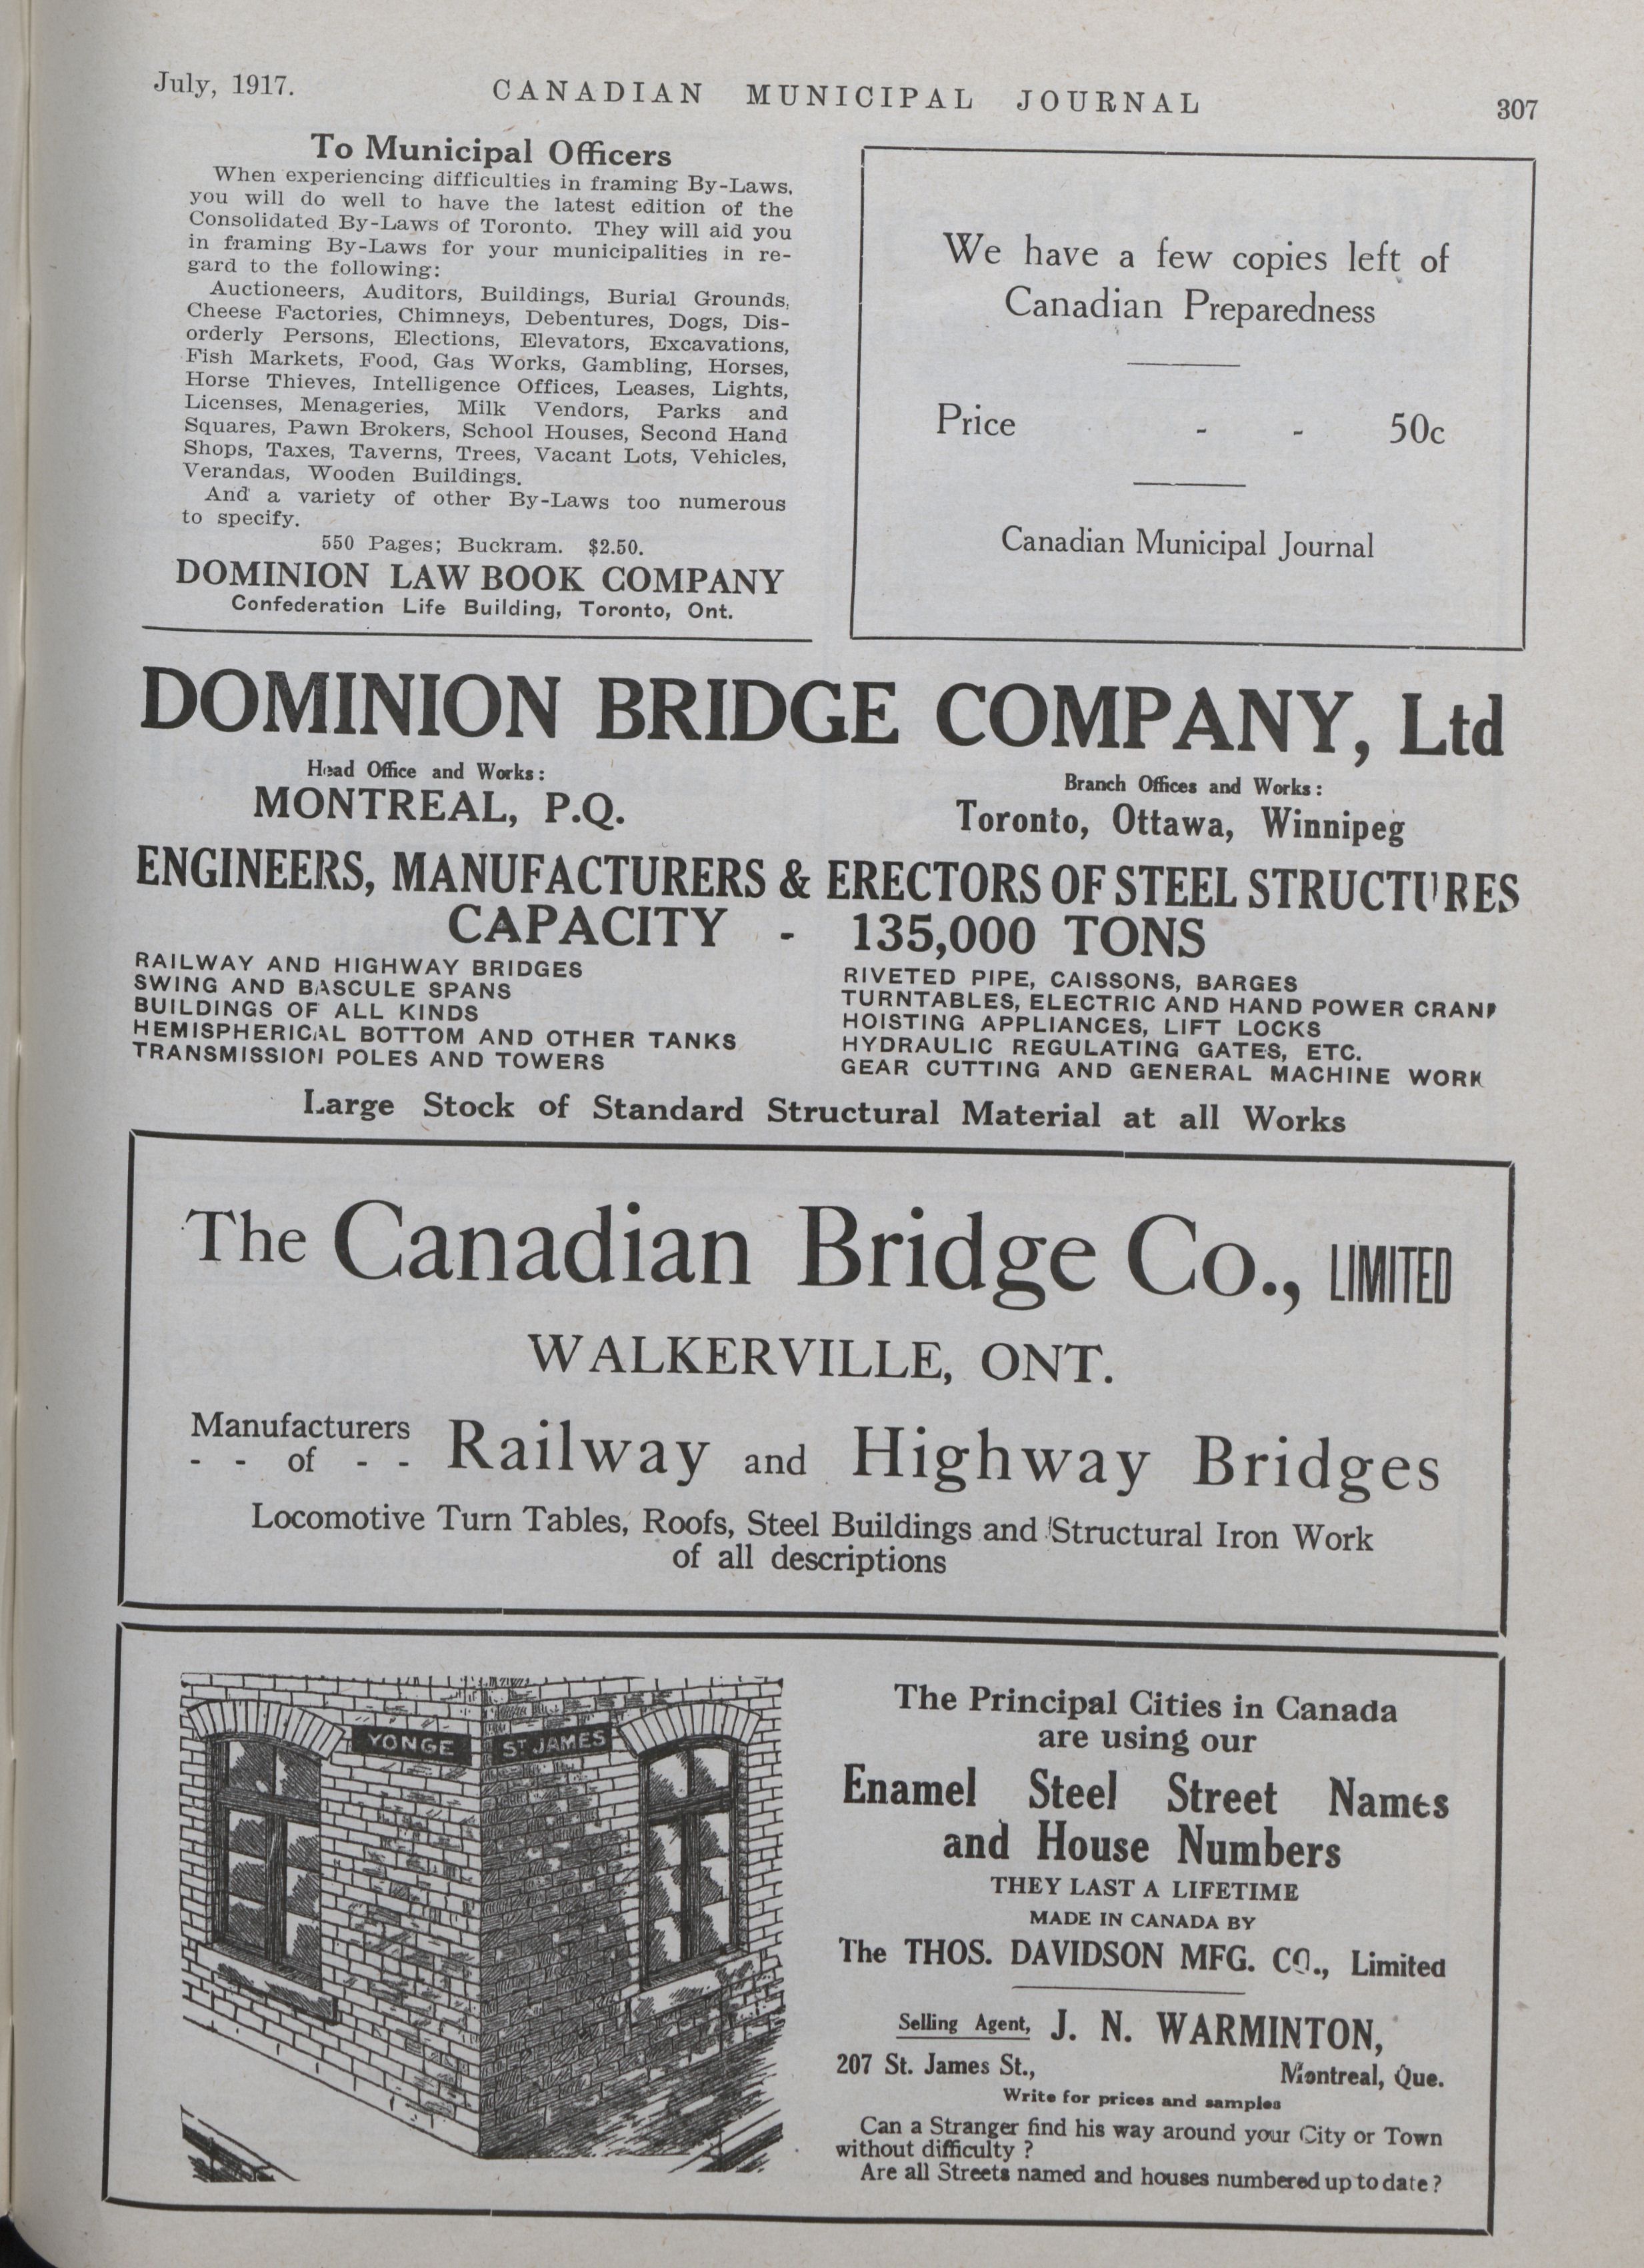 July, 1917.
CANADIAN MUNICIPAL JOURNAL
307
To Municipal Officers
When experiencing difficulties in framing By-Laws,
you will do well to have the latest edition of the
Consolidated By-Laws of Toronto. They will aid you
in framing By-Laws for your municipalities in re-
gard to the following:
Auctioneers, Auditors, Buildings, Burial Grounds,
Cheese Factories, Chimneys, Debentures, Dogs, Dis-
orderly Persons, Elections, Elevators, Excavations,
Fish Markets, Food, Gas Works, Gambling, Horses,
Horse Thieves, Intelligence Offices, Leases, Lights,
Licenses, Menageries, Milk Vendors, Parks and
Squares, Pawn Brokers, School Houses, Second Hand
Shops, Taxes, Taverns, Trees, Vacant Lots, Vehicles,
Verandas, Wooden Buildings.
And a variety of other By-Laws too numerous
to specify.
550 Pages; Buckram. $2.50.
DOMINION LAW BOOK COMPANY
Confederation Life Building, Toronto, Ont.
We have a few copies left of
Canadian Preparedness
Price - - 50c
Canadian Municipal Journal
DOMINION BRIDGE COMPANY, Ltd
Head Office and Works:
MONTREAL, P.Q.
Branch Offices and Works:
Toronto, Ottawa, Winnipeg
ENGINEERS, MANUFACTURERS & ERECTORS OF STEEL STRUCTURES
CAPACITY - 135,000 TONS
RAILWAY AND HIGHWAY BRIDGES
SWING AND BASCULE SPANS
BUILDINGS OF ALL KINDS
HEMISPHERICAL BOTTOM AND OTHER TANKS
TRANSMISSION POLES AND TOWERS
RIVETED PIPE, CAISSONS, BARGES
TURNTABLES, ELECTRIC AND HAND POWER CRANE
HOISTING APPLIANCES, LIFT LOCKS
HYDRAULIC REGULATING GATES, ETC.
GEAR CUTTING AND GENERAL MACHINE WORK
Large Stock of Standard Structural Material at all Works
The Canadian Bridge Co., LIMITED
WALKERVILLE, ONT.
Manufacturers
- - of - - Railway and Highway Bridges
Locomotive Turn Tables, Roofs, Steel Buildings and Structural Iron Work
of all descriptions
YONGE
ST JAMES
The Principal Cities in Canada
are using our
Enamel Steel Street Names
and House Numbers
THEY LAST A LIFETIME
MADE IN CANADA BY
The THOS. DAVIDSON MFG. CO., Limited
Selling Agent, J. N. WARMINTON,
207 St. James St., Montreal, Que.
Write for prices and samples
Can a Stranger find his way around your City or Town
without difficulty ?
Are all Streets named and houses numbered up to date ?